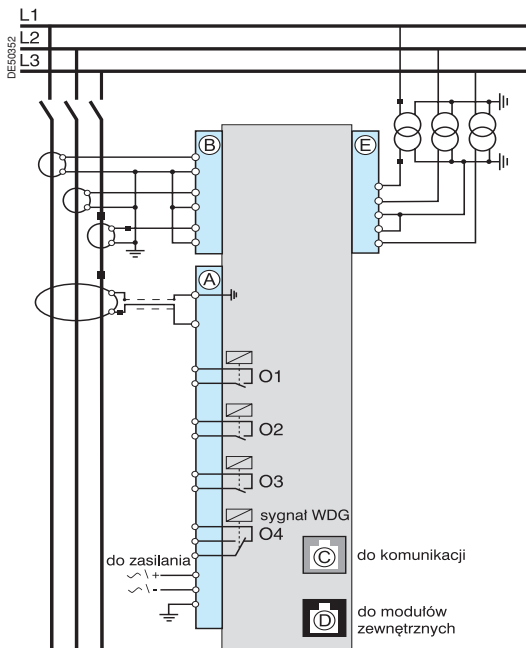 L1
L2
L3
DE50352
B
E
A
O1
O2
O3
sygnał WDG
O4
do zasilania
+
-
C
do komunikacji
D
do modułów
zewnętrznych